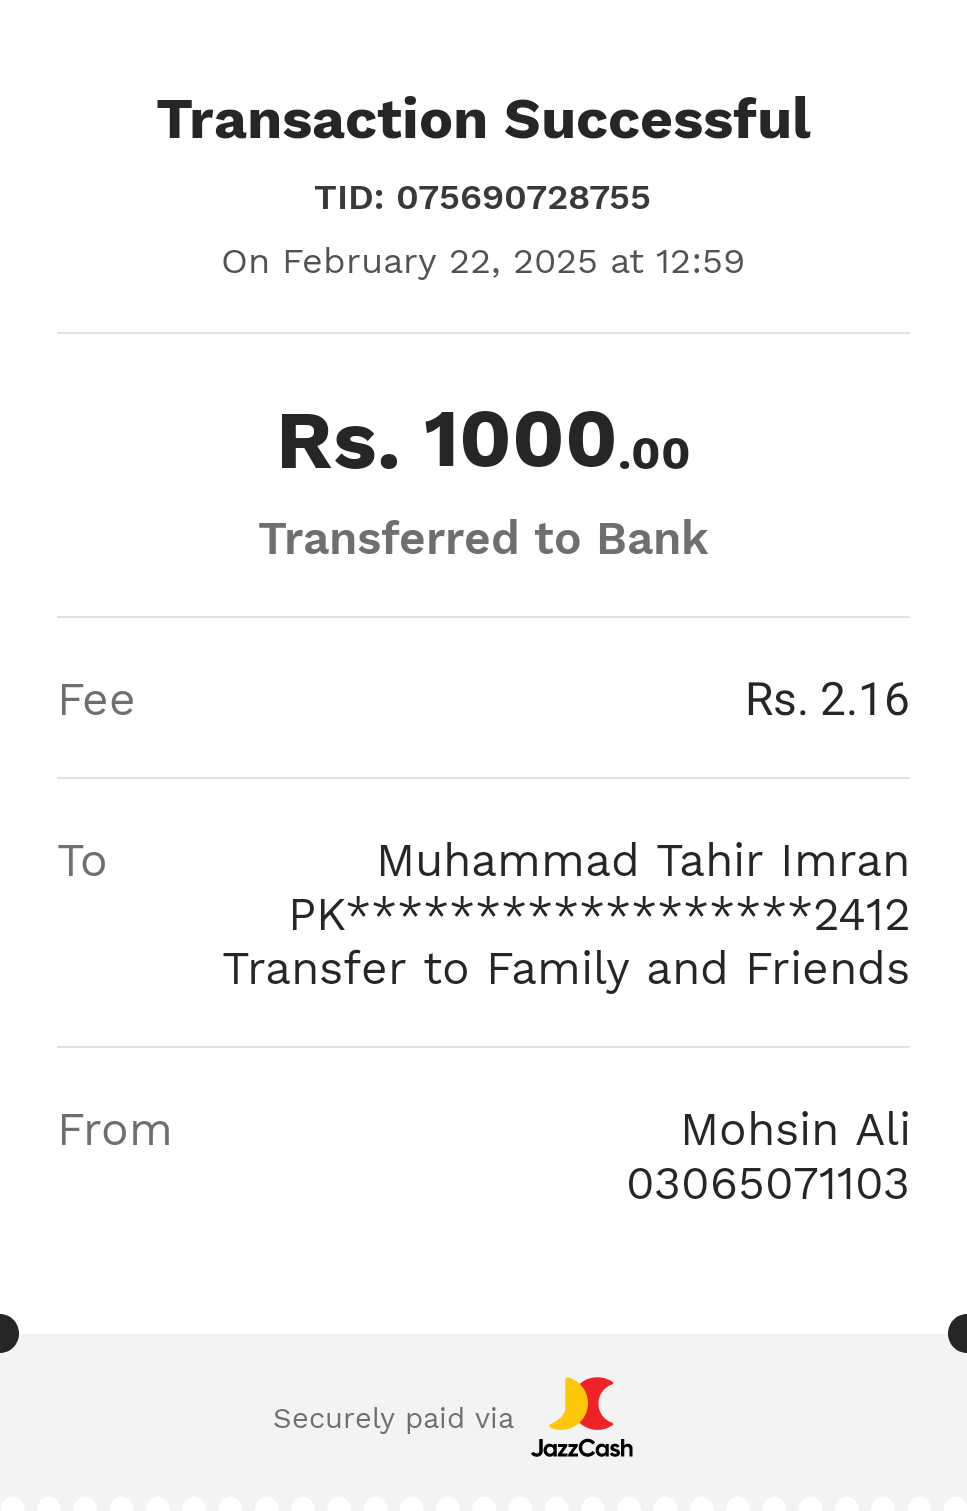 Transaction Successful
TID: 075690728755
On February 22, 2025 at 12:59
Rs. 1000.00
Transferred to Bank
Fee Rs. 2.16
To Muhammad Tahir Imran
PK******************2412
Transfer to Family and Friends
From Mohsin Ali
03065071103
Securely paid via JazzCash